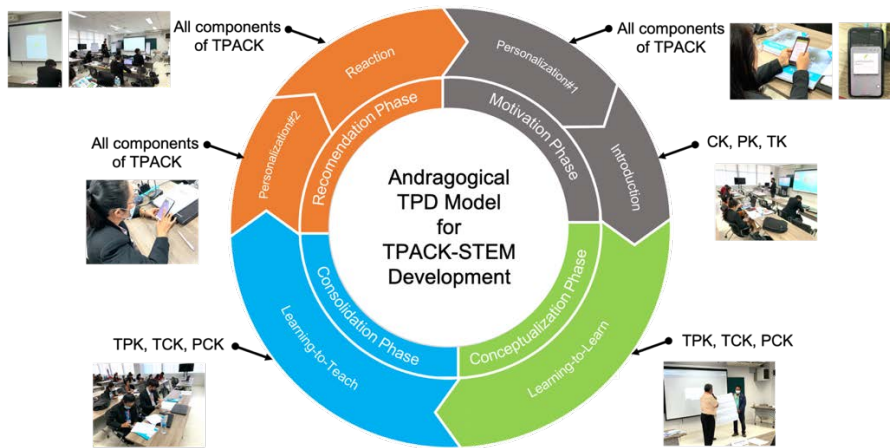 All components
of TPACK
All components
of TPACK
Reaction
Personalization#1
Recomendation Phase
Motivation Phase
Personalization#2
Introduction
CK, PK, TK
All components
of TPACK
Andragogical
TPD Model
for
TPACK-STEM
Development
Consolidation Phase
Conceptualization Phase
Learning-to-Teach
Learning-to-Learn
TPK, TCK, PCK
TPK, TCK, PCK